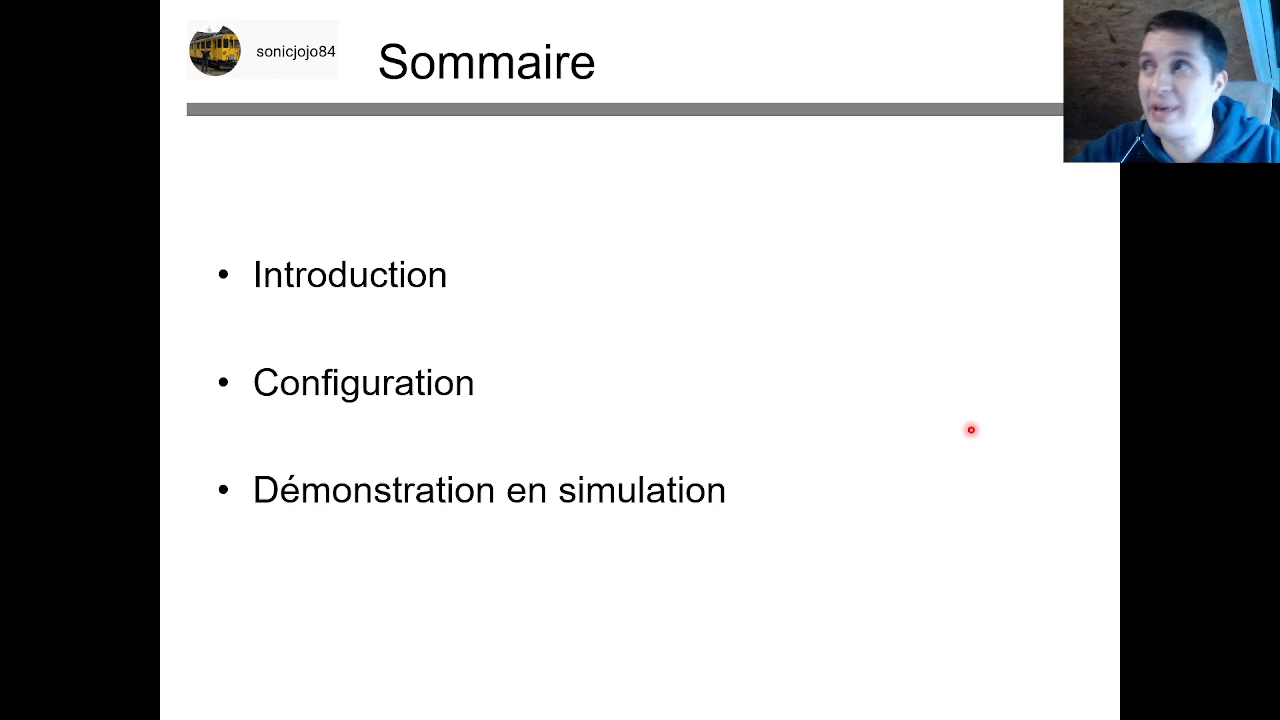 sonicjojo84
Sommaire
• Introduction
• Configuration
• Démonstration en simulation